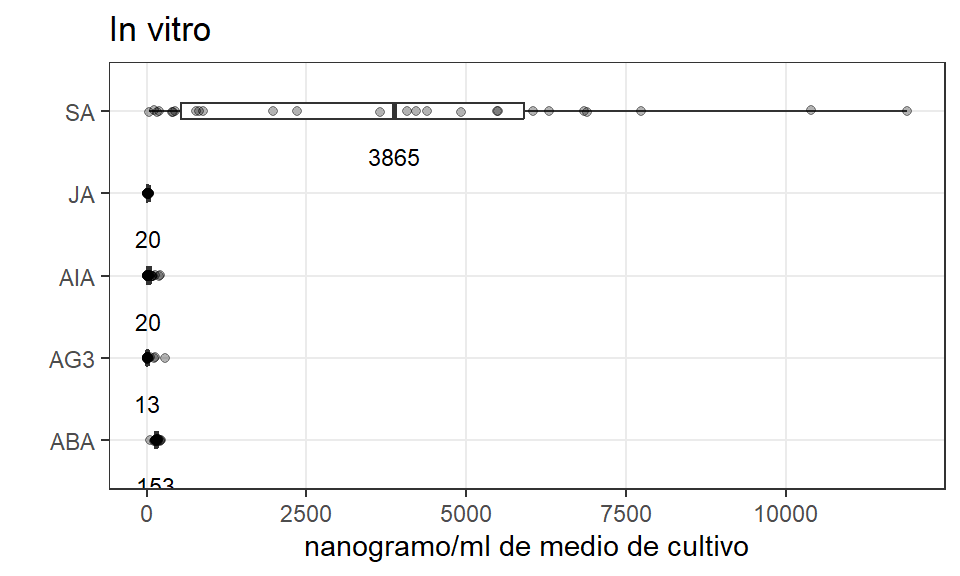 In vitro
SA
3865
JA
20
AIA
20
AG3
13
ABA
153
0 2500 5000 7500 10000
nanogramo/ml de medio de cultivo